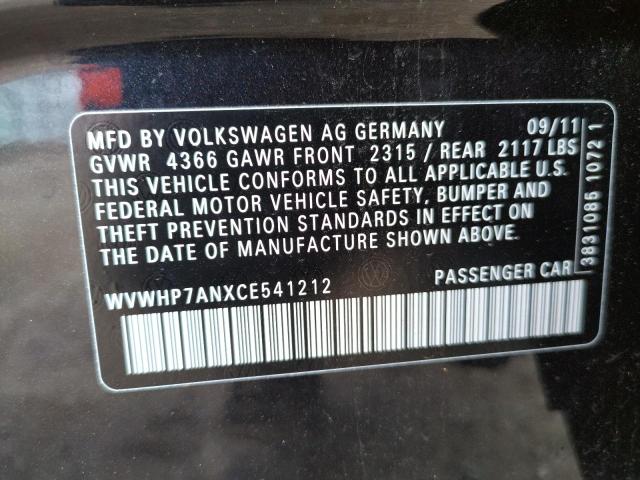 MFD BY VOLKSWAGEN AG GERMANY 09/11
GVWR 4366 GAWR FRONT 2315 / REAR 2117 LBS
THIS VEHICLE CONFORMS TO ALL APPLICABLE U.S.
FEDERAL MOTOR VEHICLE SAFETY, BUMPER AND
THEFT PREVENTION STANDARDS IN EFFECT ON
THE DATE OF MANUFACTURE SHOWN ABOVE.
WVWHP7ANXCE541212 PASSENGER CAR
3831085 1072 1